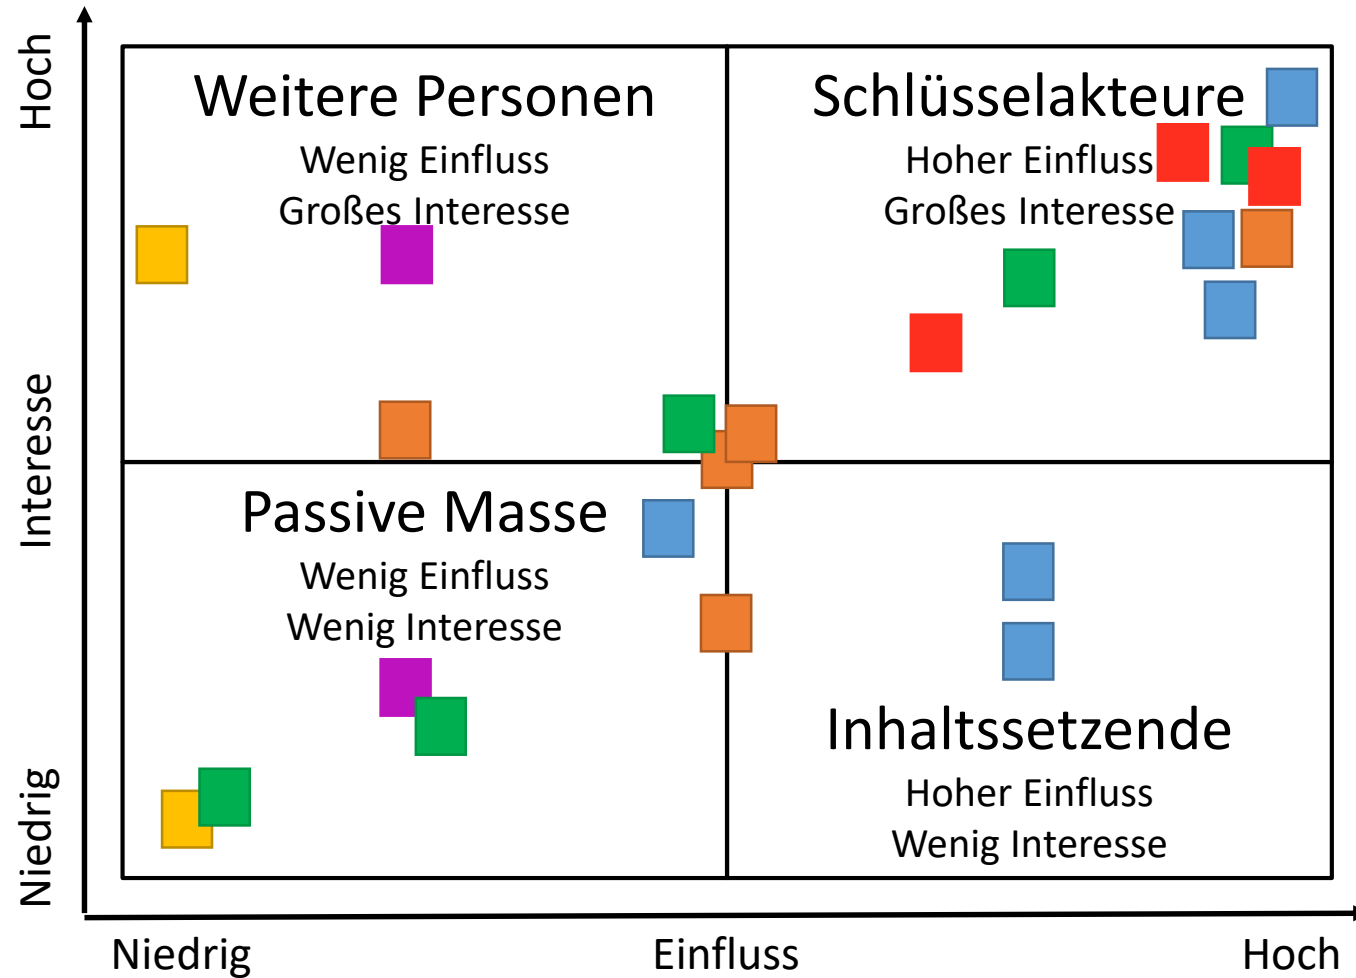 Hoch
Interesse
Niedrig
Weitere Personen
Wenig Einfluss
Großes Interesse
Schlüsselakteure
Hoher Einfluss
Großes Interesse
Passive Masse
Wenig Einfluss
Wenig Interesse
Inhaltssetzende
Hoher Einfluss
Wenig Interesse
Niedrig
Einfluss
Hoch